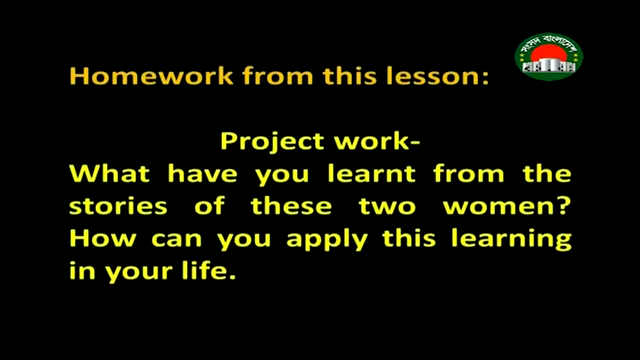 সংসদ বাংলাদেশ
Homework from this lesson:
Project work-
What have you learnt from the
stories of these two women?
How can you apply this learning
in your life.